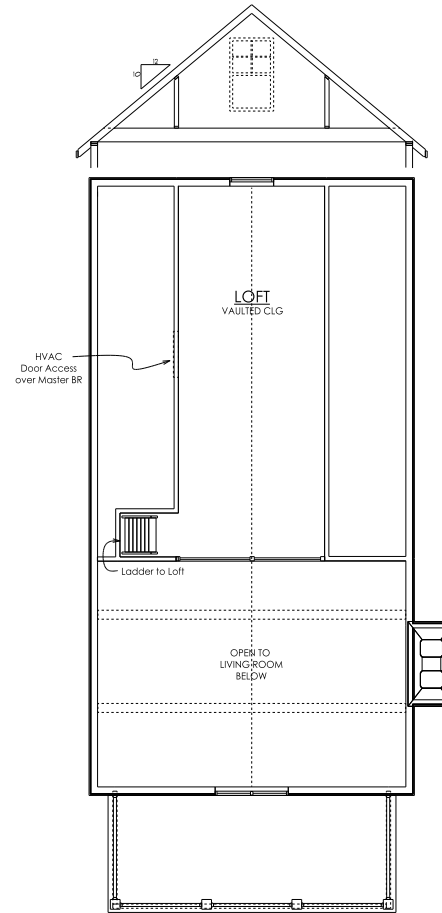 12
10
LOFT
VAULTED CLG
HVAC
Door Access
over Master BR
Ladder to Loft
OPEN TO
LIVING ROOM
BELOW